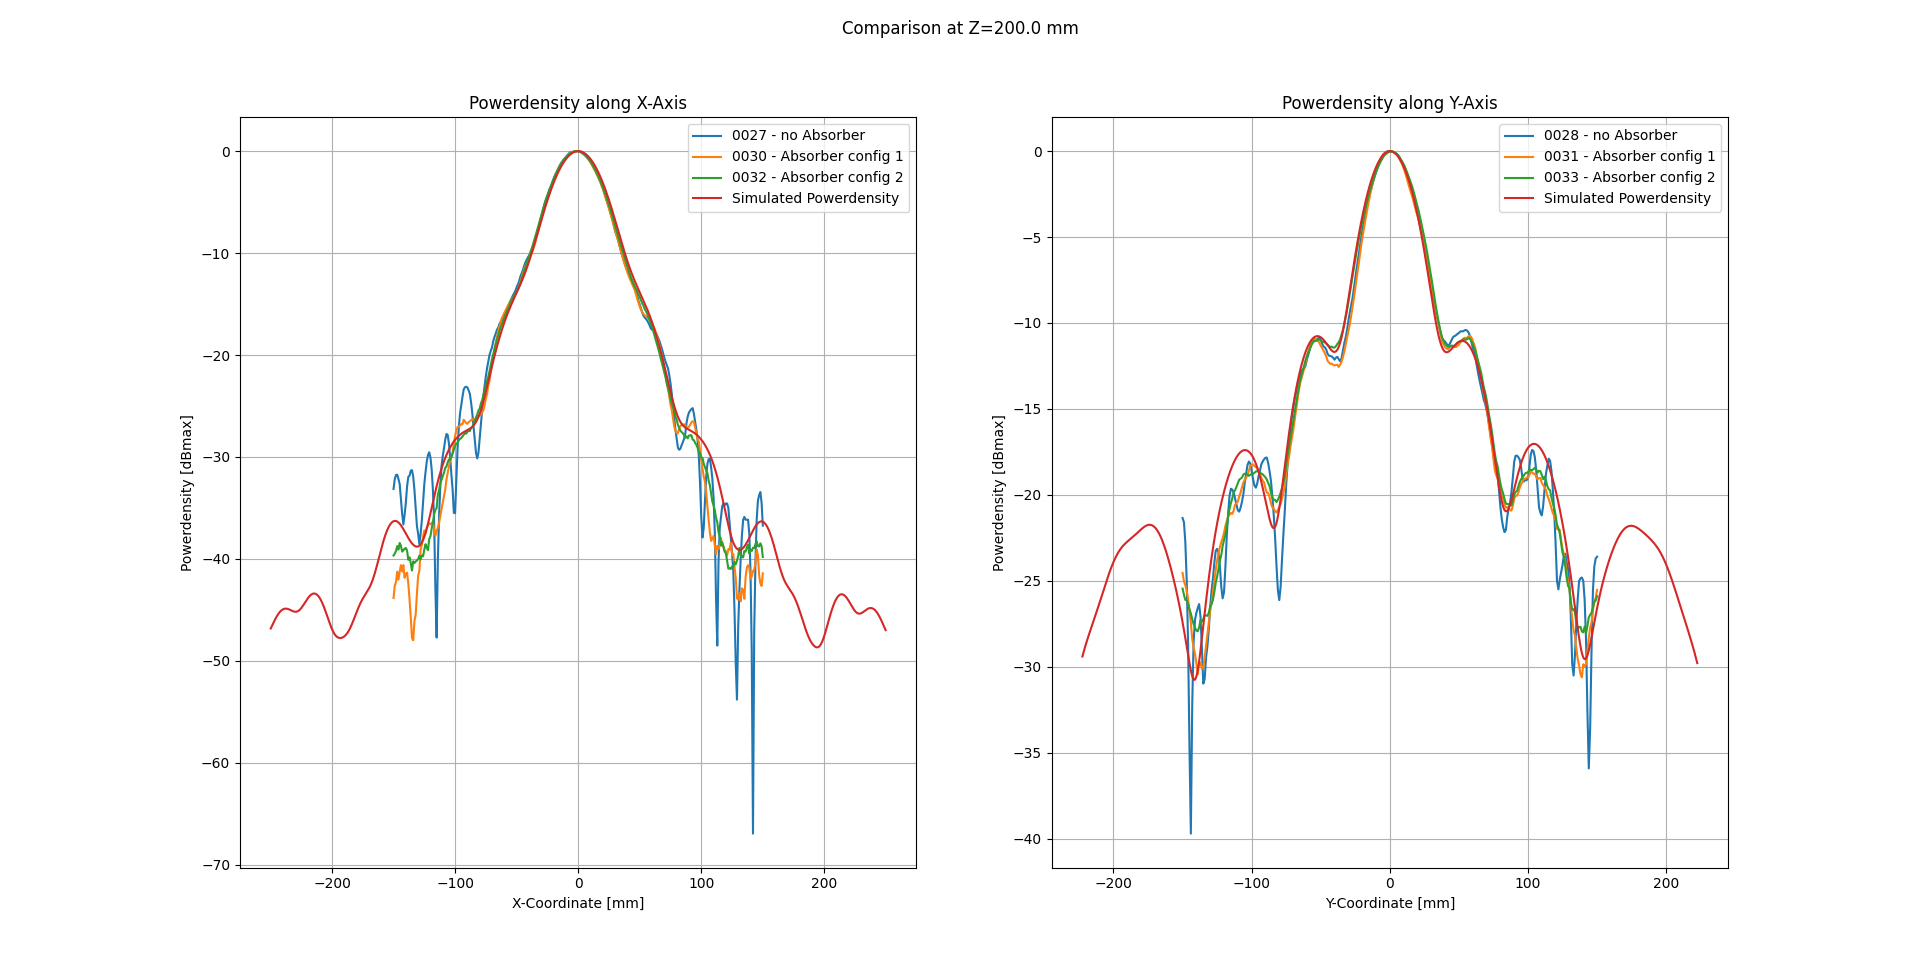 Comparison at Z=200.0 mm
Powerdensity along X-Axis
0027 - no Absorber
0030 - Absorber config 1
0032 - Absorber config 2
Simulated Powerdensity
Powerdensity [dBmax]
0
−10
−20
−30
−40
−50
−60
−70
−200
−100
0
100
200
X-Coordinate [mm]
Powerdensity along Y-Axis
0028 - no Absorber
0031 - Absorber config 1
0033 - Absorber config 2
Simulated Powerdensity
Powerdensity [dBmax]
0
−5
−10
−15
−20
−25
−30
−35
−40
−200
−100
0
100
200
Y-Coordinate [mm]